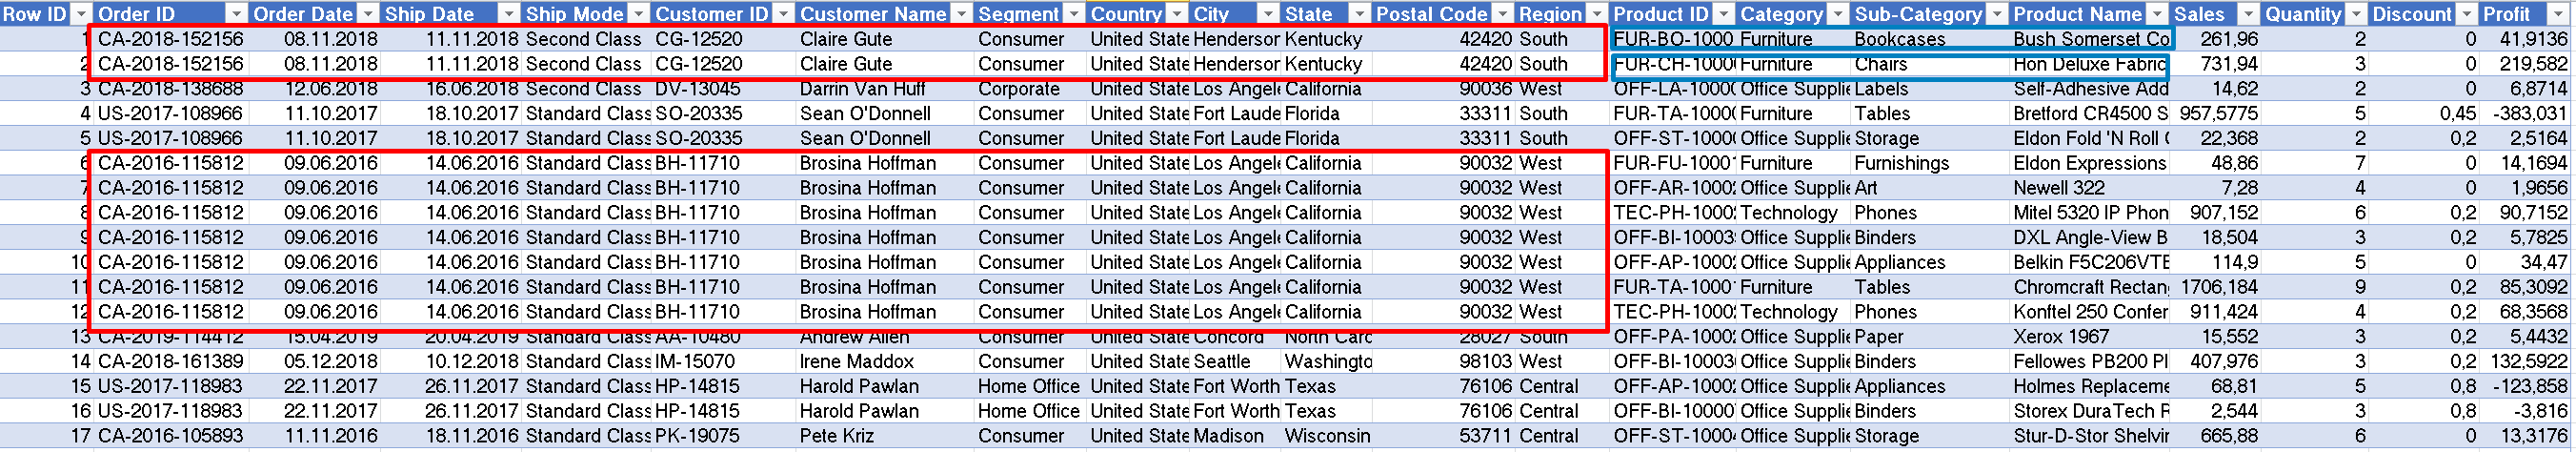 Row ID Order ID Order Date Ship Date Ship Mode Customer ID Customer Name Segment Country City State Postal Code Region Product ID Category Sub-Category Product Name Sales Quantity Discount Profit
1 CA-2018-152156 08.11.2018 11.11.2018 Second Class CG-12520 Claire Gute Consumer United State Henderson Kentucky 42420 South FUR-BO-1000 Furniture Bookcases Bush Somerset Co 261,96 2 0 41,9136
2 CA-2018-152156 08.11.2018 11.11.2018 Second Class CG-12520 Claire Gute Consumer United State Henderson Kentucky 42420 South FUR-CH-1000 Furniture Chairs Hon Deluxe Fabric 731,94 3 0 219,582
3 CA-2018-138688 12.06.2018 16.06.2018 Second Class DV-13045 Darrin Van Huff Corporate United State Los Angele California 90036 West OFF-LA-1000 Office Supplie Labels Self-Adhesive Add 14,62 2 0 6,8714
4 US-2017-108966 11.10.2017 18.10.2017 Standard Class SO-20335 Sean O'Donnell Consumer United State Fort Laude Florida 33311 South FUR-TA-1000 Furniture Tables Bretford CR4500 S 957,5775 5 0,45 -383,031
5 US-2017-108966 11.10.2017 18.10.2017 Standard Class SO-20335 Sean O'Donnell Consumer United State Fort Laude Florida 33311 South OFF-ST-1000 Office Supplie Storage Eldon Fold 'N Roll 22,368 2 0,2 2,5164
6 CA-2016-115812 09.06.2016 14.06.2016 Standard Class BH-11710 Brosina Hoffman Consumer United State Los Angele California 90032 West FUR-FU-1000 Furniture Furnishings Eldon Expressions 48,86 7 0 14,1694
7 CA-2016-115812 09.06.2016 14.06.2016 Standard Class BH-11710 Brosina Hoffman Consumer United State Los Angele California 90032 West OFF-AR-1000 Office Supplie Art Newell 322 7,28 4 0 1,9656
8 CA-2016-115812 09.06.2016 14.06.2016 Standard Class BH-11710 Brosina Hoffman Consumer United State Los Angele California 90032 West TEC-PH-1000 Technology Phones Mitel 5320 IP Phon 907,152 6 0,2 90,7152
9 CA-2016-115812 09.06.2016 14.06.2016 Standard Class BH-11710 Brosina Hoffman Consumer United State Los Angele California 90032 West OFF-BI-10003 Office Supplie Binders DXL Angle-View B 18,504 3 0,2 5,7825
10 CA-2016-115812 09.06.2016 14.06.2016 Standard Class BH-11710 Brosina Hoffman Consumer United State Los Angele California 90032 West OFF-AP-1000 Office Supplie Appliances Belkin F5C206VTE 114,9 5 0 34,47
11 CA-2016-115812 09.06.2016 14.06.2016 Standard Class BH-11710 Brosina Hoffman Consumer United State Los Angele California 90032 West FUR-TA-1000 Furniture Tables Chromcraft Rectan 1706,184 9 0,2 85,3092
12 CA-2016-115812 09.06.2016 14.06.2016 Standard Class BH-11710 Brosina Hoffman Consumer United State Los Angele California 90032 West TEC-PH-1000 Technology Phones Konftel 250 Confer 911,424 4 0,2 68,3568
13 CA-2019-114412 15.04.2019 20.04.2019 Standard Class AA-10480 Andrew Allen Consumer United State Concord North Carc 28027 South OFF-PA-1000 Office Supplie Paper Xerox 1967 15,552 3 0,2 5,4432
14 CA-2018-161389 05.12.2018 10.12.2018 Standard Class IM-15070 Irene Maddox Consumer United State Seattle Washingto 98103 West OFF-BI-10003 Office Supplie Binders Fellowes PB200 Pl 407,976 3 0,2 132,5922
15 US-2017-118983 22.11.2017 26.11.2017 Standard Class HP-14815 Harold Pawlan Home Office United State Fort Worth Texas 76106 Central OFF-AP-1000 Office Supplie Appliances Holmes Replaceme 68,81 5 0,8 -123,858
16 US-2017-118983 22.11.2017 26.11.2017 Standard Class HP-14815 Harold Pawlan Home Office United State Fort Worth Texas 76106 Central OFF-BI-1000 Office Supplie Binders Storex DuraTech R 2,544 3 0,8 -3,816
17 CA-2016-105893 11.11.2016 18.11.2016 Standard Class PK-19075 Pete Kriz Consumer United State Madison Wisconsin 53711 Central OFF-ST-1000 Office Supplie Storage Stur-D-Stor Shelvir 665,88 6 0 13,3176